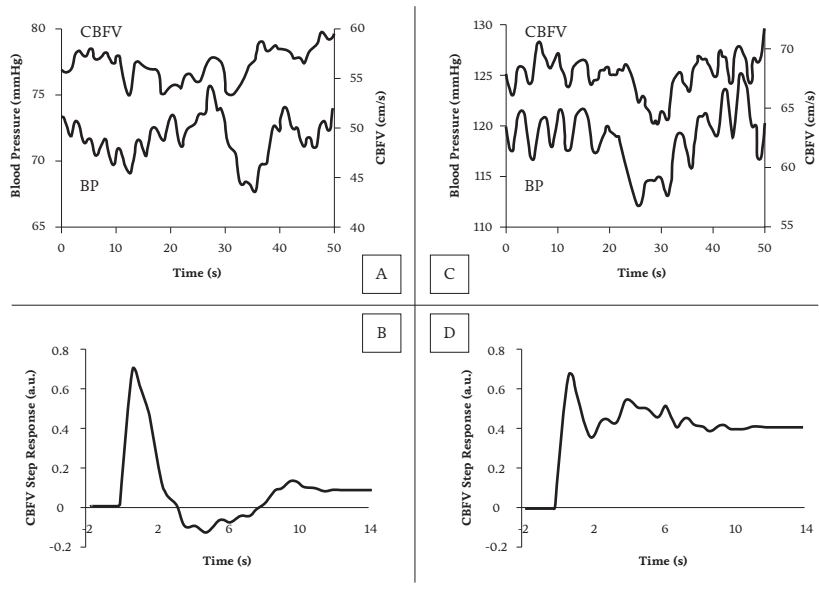 80
75
70
65
60
55
50
45
40
CBFV
BP
Blood Pressure (mmHg)
CBFV (cm/s)
0 10 20 30 40 50
Time (s)
A
130
125
120
115
110
70
65
60
55
CBFV
BP
Blood Pressure (mmHg)
CBFV (cm/s)
0 10 20 30 40 50
Time (s)
C
B
0.8
0.6
0.4
0.2
0
-0.2
CBFV Step Response (a.u.)
-2 2 6 10 14
Time (s)
D
0.8
0.6
0.4
0.2
0
-0.2
CBFV Step Response (a.u.)
-2 2 6 10 14
Time (s)